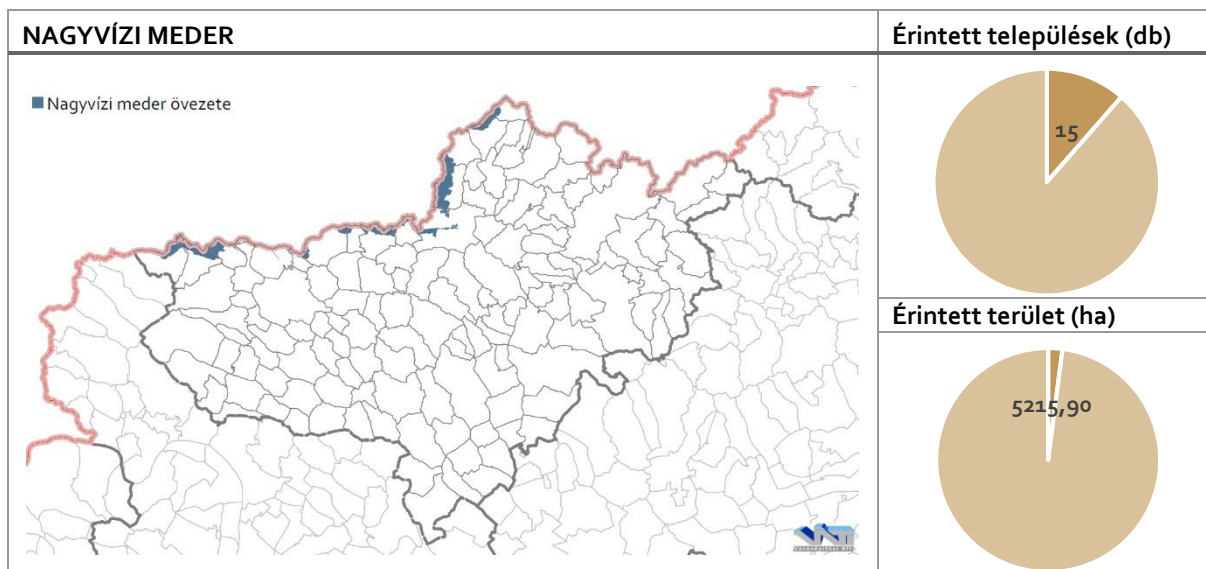 NAGYVÍZI MEDER
Érintett települések (db)
Nagyvízi meder övezete
15
Érintett terület (ha)
5215,90